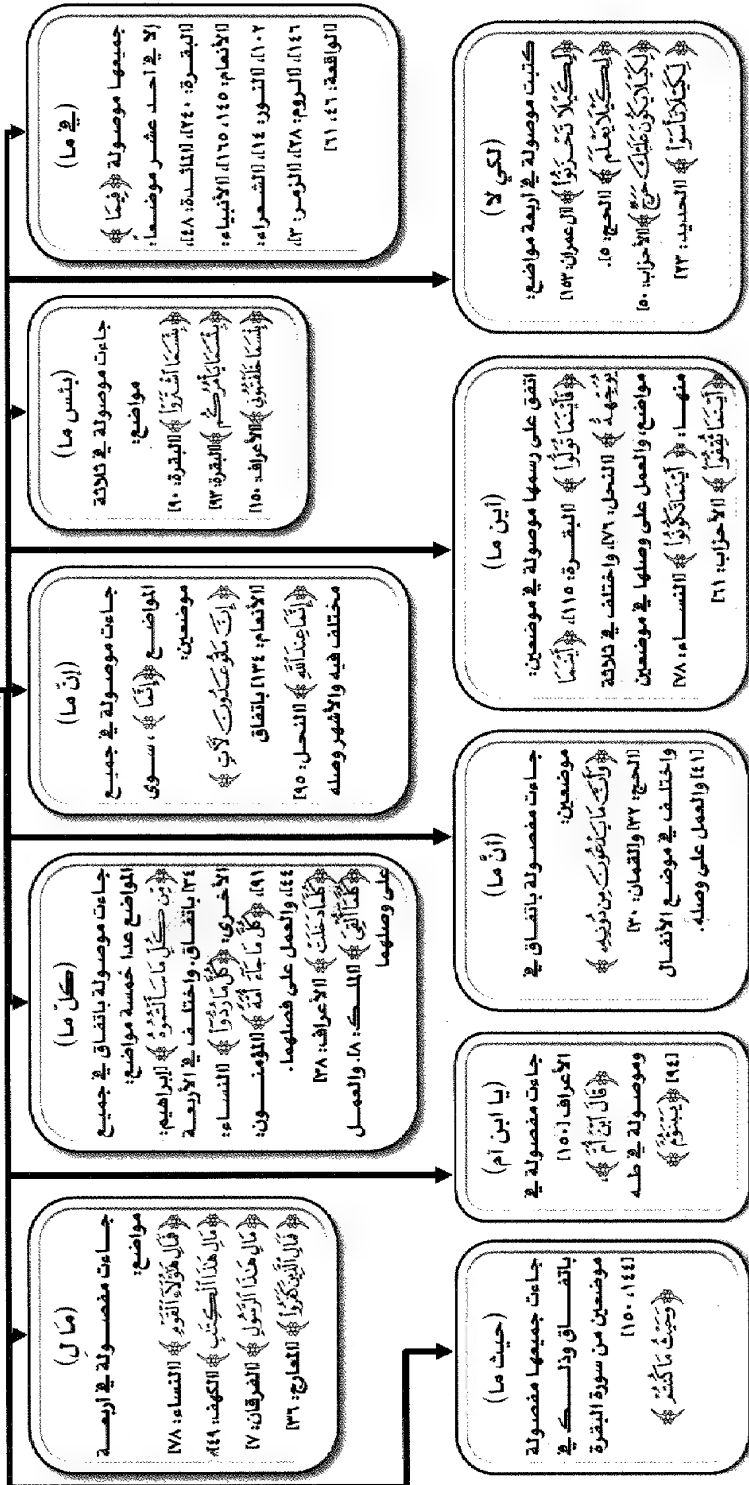 (في ما)
جميعها موصولة ﴿فِيمَا﴾
إلا في أحد عشر موضعاً:
[البقرة: ٢٤٠]، [المائدة: ٤٨]،
[الأنعام: ١٤٥، ١٦٥]، [الأنبياء:
١٠٢]، [النور: ١٤]، [الشعراء:
١٤٦]، [الروم: ٢٨]، [الزمر: ٣]،
[الواقعة: ٤٦، ٦١]
(بئس ما)
جاءت موصولة في ثلاثة
مواضع:
﴿بِئْسَمَا اشْتَرَوْا﴾ [البقرة: ٩٠]
﴿بِئْسَمَا يَأْمُرُكُم﴾ [البقرة: ٩٣]
﴿بِئْسَمَا خَلَفْتُمُونِي﴾ [الأعراف: ١٥٠]
(إنّ ما)
جاءت موصولة في جميع
المواضع ﴿إِنَّمَا﴾، سوى
موضعين:
﴿إِنَّ مَا تُوعَدُونَ لَآتٍ﴾
[الأنعام: ١٣٤] باتفاق
﴿إِنَّمَا عِندَ اللَّهِ﴾ [النحل: ٩٥]
مختلف فيه والأشهر وصله
(كلّ ما)
جاءت موصولة باتفاق في جميع
المواضع عدا خمسة مواضع:
﴿مِن كُلِّ مَا سَأَلْتُمُوهُ﴾ [إبراهيم:
٣٤] باتفاق، واختلف في الأربعة
الأخرى: ﴿كُلَّ مَا رُدُّوا﴾ [النساء:
٩١]، ﴿كُلَّ مَا جَاءَ أُمَّةً﴾ [المؤمنون:
٤٤]، والعمل على فصلهما.
﴿كُلَّمَا دَخَلَتْ﴾ [الأعراف: ٣٨]
﴿كُلَّمَا أُلْقِيَ﴾ [الملك: ٨]، والعمل
على وصلهما
(مَا لِ)
جاءت مفصولة في أربعة
مواضع:
﴿فَمَالِ هَؤُلَاءِ الْقَوْمِ﴾ [النساء: ٧٨]
﴿مَالِ هَذَا الْكِتَابِ﴾ [الكهف: ٤٩]
﴿مَالِ هَذَا الرَّسُولِ﴾ [الفرقان: ٧]
﴿فَمَالِ الَّذِينَ كَفَرُوا﴾ [المعارج: ٣٦]
(لكي لا)
كتبت موصولة في أربعة مواضع:
﴿لِكَيْلَا تَحْزَنُوا﴾ [آل عمران: ١٥٣]
﴿لِكَيْلَا يَعْلَمَ﴾ [الحج: ٥]،
﴿لِكَيْلَا يَكُونَ عَلَيْكَ حَرَجٌ﴾ [الأحزاب: ٥٠]
﴿لِكَيْلَا تَأْسَوْا﴾ [الحديد: ٢٣]
(أين ما)
اتفق على رسمها موصولة في موضعين:
﴿فَأَيْنَمَا تُوَلُّوا﴾ [البقرة: ١١٥]، ﴿أَيْنَمَا
يُوَجِّههُّ﴾ [النحل: ٧٦]، واختلف في ثلاثة
مواضع، والعمل على وصلها في موضعين
منها: ﴿أَيْنَمَا تَكُونُوا﴾ [النساء: ٧٨]
﴿أَيْنَمَا ثُقِفُوا﴾ [الأحزاب: ٦١]
(أنّ ما)
جاءت مفصولة باتفاق في
موضعين:
﴿وَأَنَّ مَا يَدْعُونَ مِن دُونِهِ﴾
[الحج: ٦٢ ولقمان: ٣٠]
واختلف في موضع الأنفال
[٤١] والعمل على وصله.
(يا ابن أم)
جاءت مفصولة في
الأعراف [١٥٠]
﴿قَالَ ابْنَ أُمَّ﴾،
وموصولة في طه
[٩٤] ﴿يَبْنَؤُمَّ﴾
(حيث ما)
جاءت جميعها مفصولة
باتفاق وذلك في
موضعين من سورة البقرة
[١٤٤، ١٥٠]
﴿وَحَيْثُ مَا كُنتُمْ﴾